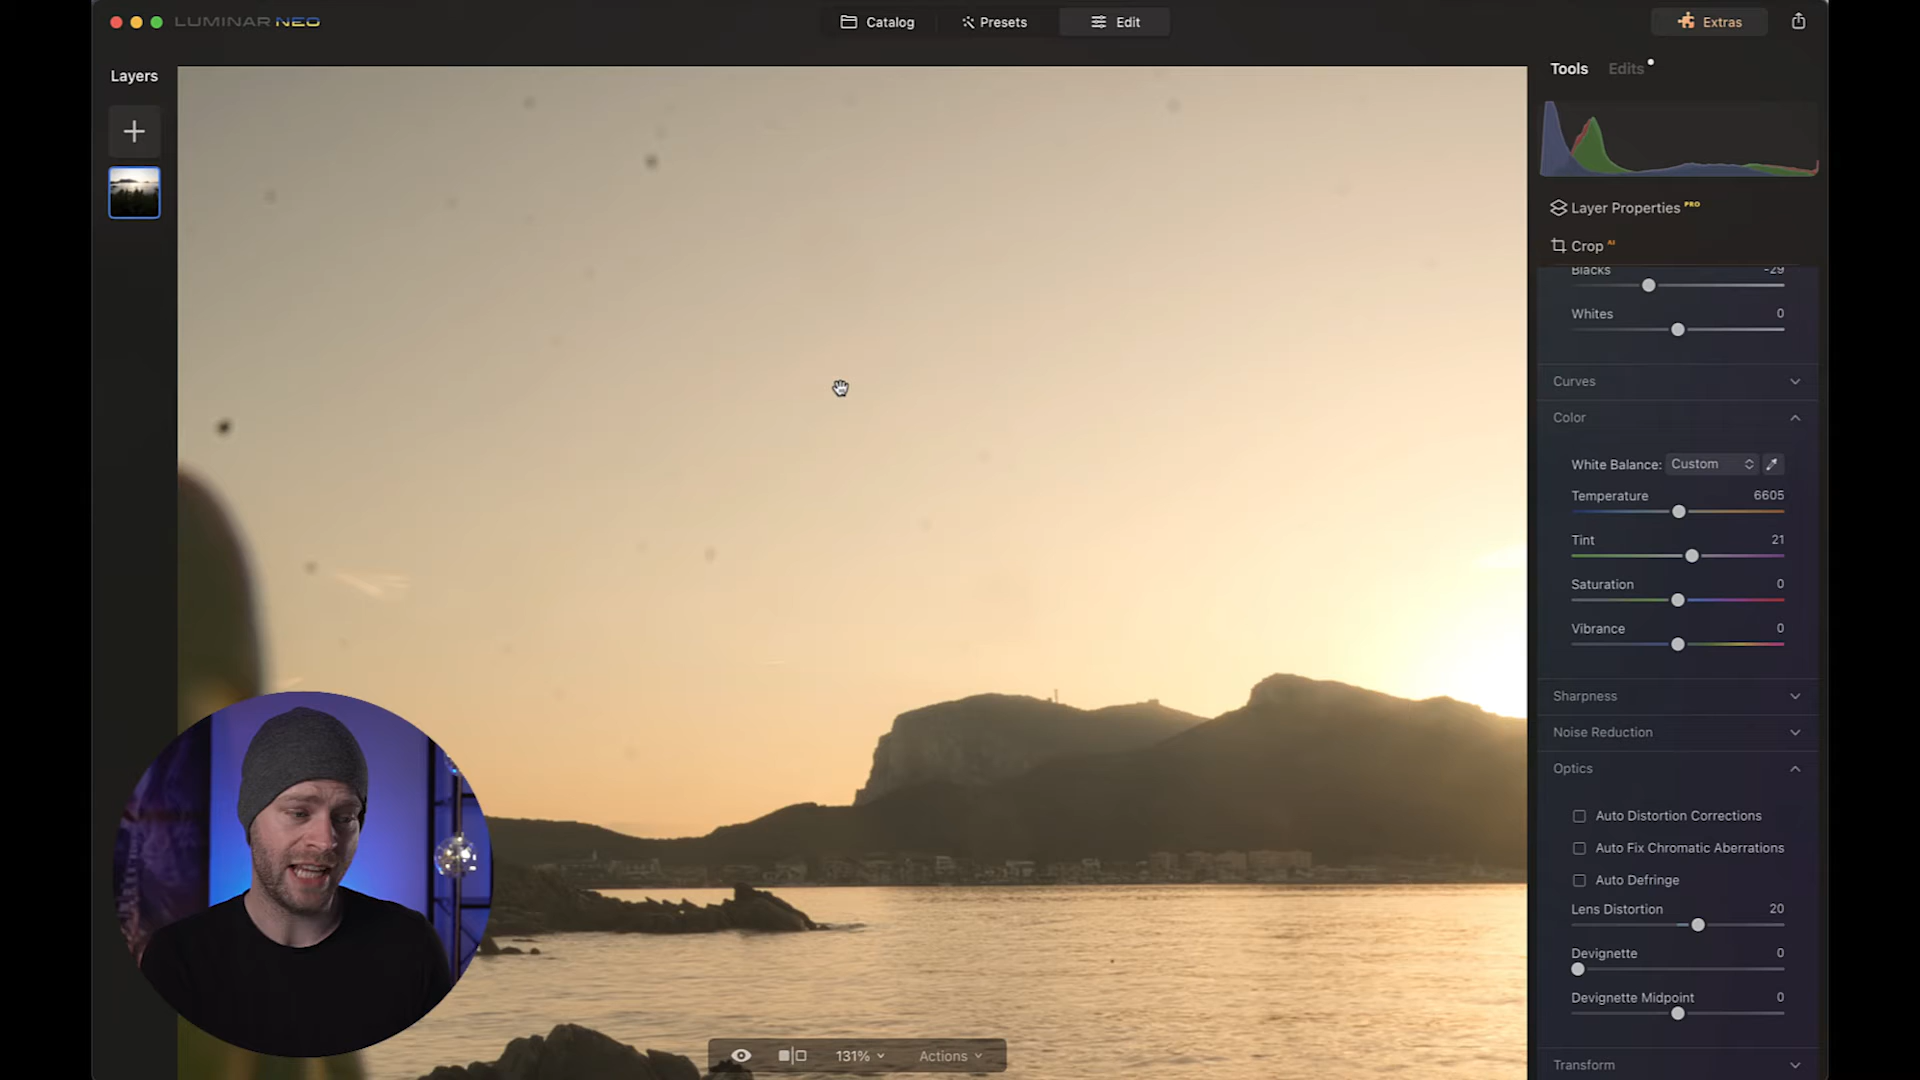 LUMINAR NEO
Catalog
Presets
Edit
Extras
Layers
Tools
Edits
Layer Properties PRO
Crop AI
Blacks -29
Whites 0
Curves
Color
White Balance: Custom
Temperature 6605
Tint 21
Saturation 0
Vibrance 0
Sharpness
Noise Reduction
Optics
Auto Distortion Corrections
Auto Fix Chromatic Aberrations
Auto Defringe
Lens Distortion 20
Devignette 0
Devignette Midpoint 0
131% Actions
Transform